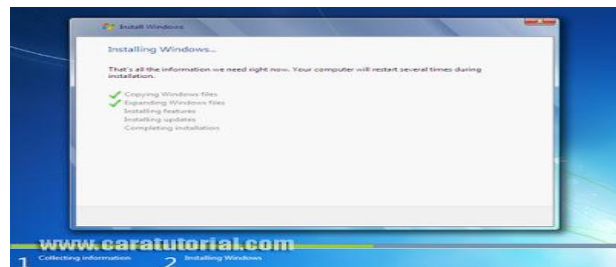 Install Windows
Installing Windows...
That's all the information we need right now. Your computer will restart several times during
installation.
Copying Windows files
Expanding Windows files
Installing features
Installing updates
Completing installation
www.caratutorial.com
1 Collecting information
2 Installing Windows